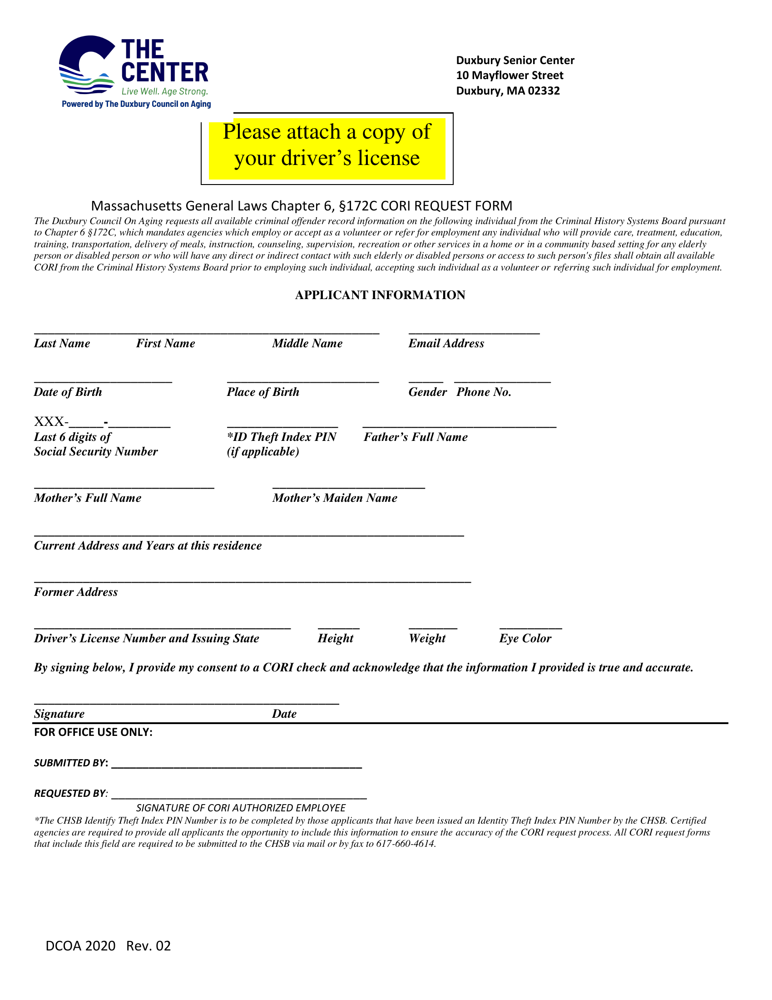 THE
CENTER
Live Well. Age Strong.
Powered by The Duxbury Council on Aging
Duxbury Senior Center
10 Mayflower Street
Duxbury, MA 02332
Please attach a copy of
your driver’s license
Massachusetts General Laws Chapter 6, §172C CORI REQUEST FORM
The Duxbury Council On Aging requests all available criminal offender record information on the following individual from the Criminal History Systems Board pursuant
to Chapter 6 §172C, which mandates agencies which employ or accept as a volunteer or refer for employment any individual who will provide care, treatment, education,
training, transportation, delivery of meals, instruction, counseling, supervision, recreation or other services in a home or in a community based setting for any elderly
person or disabled person or who will have any direct or indirect contact with such elderly or disabled persons or access to such person's files shall obtain all available
CORI from the Criminal History Systems Board prior to employing such individual, accepting such individual as a volunteer or referring such individual for employment.
APPLICANT INFORMATION
Last Name First Name Middle Name Email Address
Date of Birth Place of Birth Gender Phone No.
XXX-_____-_________
Last 6 digits of *ID Theft Index PIN Father’s Full Name
Social Security Number (if applicable)
Mother’s Full Name Mother’s Maiden Name
Current Address and Years at this residence
Former Address
Driver’s License Number and Issuing State Height Weight Eye Color
By signing below, I provide my consent to a CORI check and acknowledge that the information I provided is true and accurate.
Signature Date
FOR OFFICE USE ONLY:
SUBMITTED BY:
REQUESTED BY:
SIGNATURE OF CORI AUTHORIZED EMPLOYEE
*The CHSB Identify Theft Index PIN Number is to be completed by those applicants that have been issued an Identity Theft Index PIN Number by the CHSB. Certified
agencies are required to provide all applicants the opportunity to include this information to ensure the accuracy of the CORI request process. All CORI request forms
that include this field are required to be submitted to the CHSB via mail or by fax to 617-660-4614.
DCOA 2020 Rev. 02